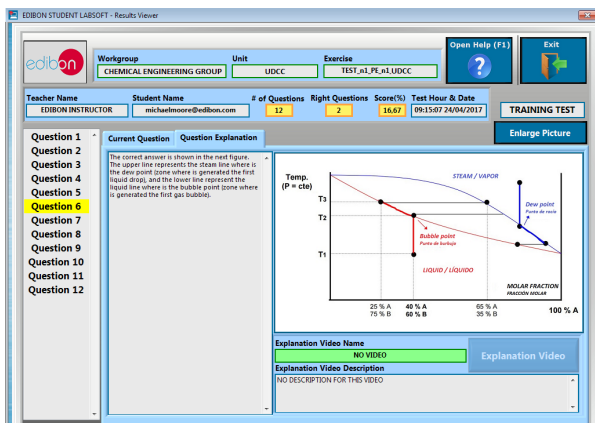 EDIBON STUDENT LABSOFT - Results Viewer
edibon
Workgroup
CHEMICAL ENGINEERING GROUP
Unit
UDCC
Exercise
TEST_n1_PE_n1_UDCC
Open Help (F1)
?
Exit
Teacher Name
EDIBON INSTRUCTOR
Student Name
michaelmoore@edibon.com
# of Questions
12
Right Questions
2
Score(%)
16,67
Test Hour & Date
09:15:07 24/04/2017
TRAINING TEST
Enlarge Picture
Question 1
Question 2
Question 3
Question 4
Question 5
Question 6
Question 7
Question 8
Question 9
Question 10
Question 11
Question 12
Current Question
Question Explanation
The correct answer is shown in the next figure.
The upper line represents the steam line where is
the dew point (zone where is generated the first
liquid drop), and the lower line represent the
liquid line where is the bubble point (zone where
is generated the first gas bubble).
Temp.
(P = cte)
T3
T2
T1
STEAM / VAPOR
Dew point
Punto de rocío
Bubble point
Punto de burbuja
LIQUID / LÍQUIDO
MOLAR FRACTION
FRACCIÓN MOLAR
25 % A
75 % B
40 % A
60 % B
65 % A
35 % B
100 % A
Explanation Video Name
NO VIDEO
Explanation Video
Explanation Video Description
NO DESCRIPTION FOR THIS VIDEO